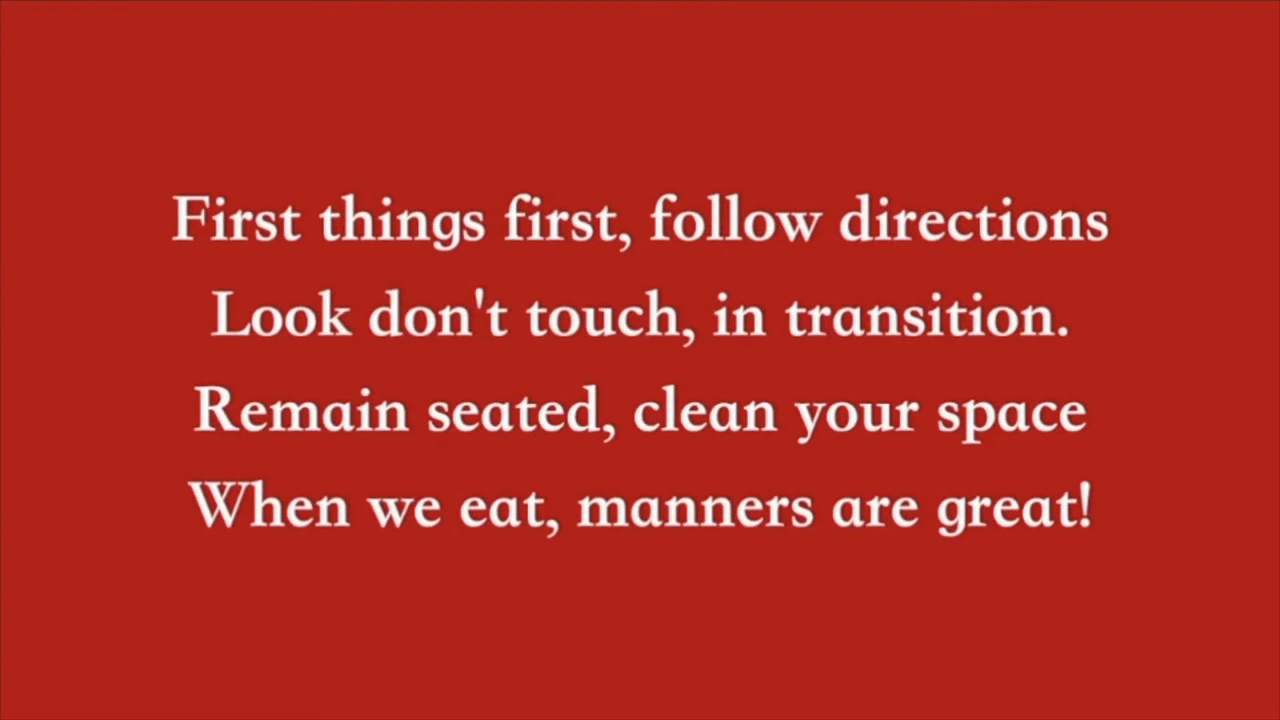 First things first, follow directions
Look don't touch, in transition.
Remain seated, clean your space
When we eat, manners are great!